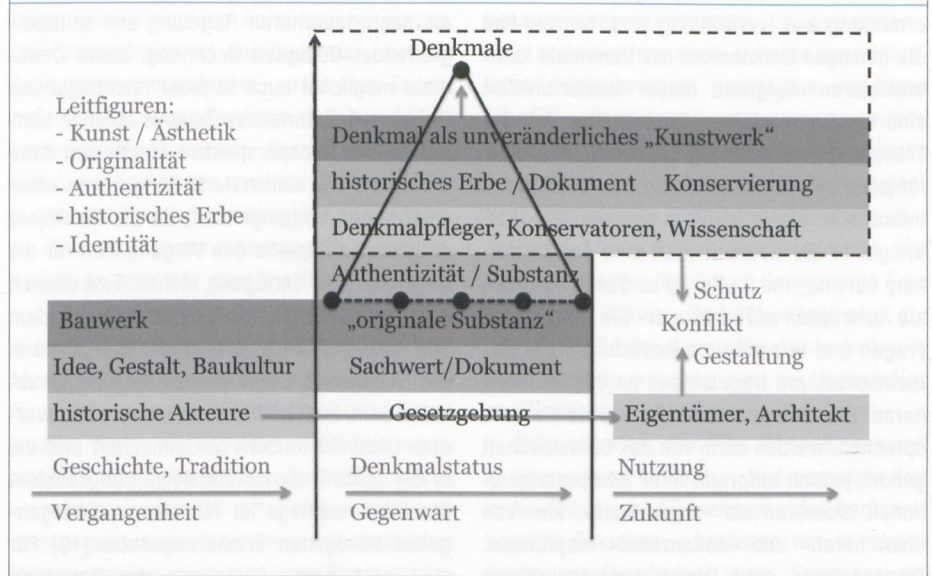 Denkmale
Leitfiguren:
- Kunst / Ästhetik
- Originalität
- Authentizität
- historisches Erbe
- Identität
Denkmal als unveränderliches „Kunstwerk“
historisches Erbe / Dokument Konservierung
Denkmalpfleger, Konservatoren, Wissenschaft
Authentizität / Substanz
Schutz
Konflikt
Gestaltung
Bauwerk
„originale Substanz“
Idee, Gestalt, Baukultur
Sachwert/Dokument
historische Akteure
Gesetzgebung
Eigentümer, Architekt
Geschichte, Tradition
Denkmalstatus
Nutzung
Vergangenheit
Gegenwart
Zukunft